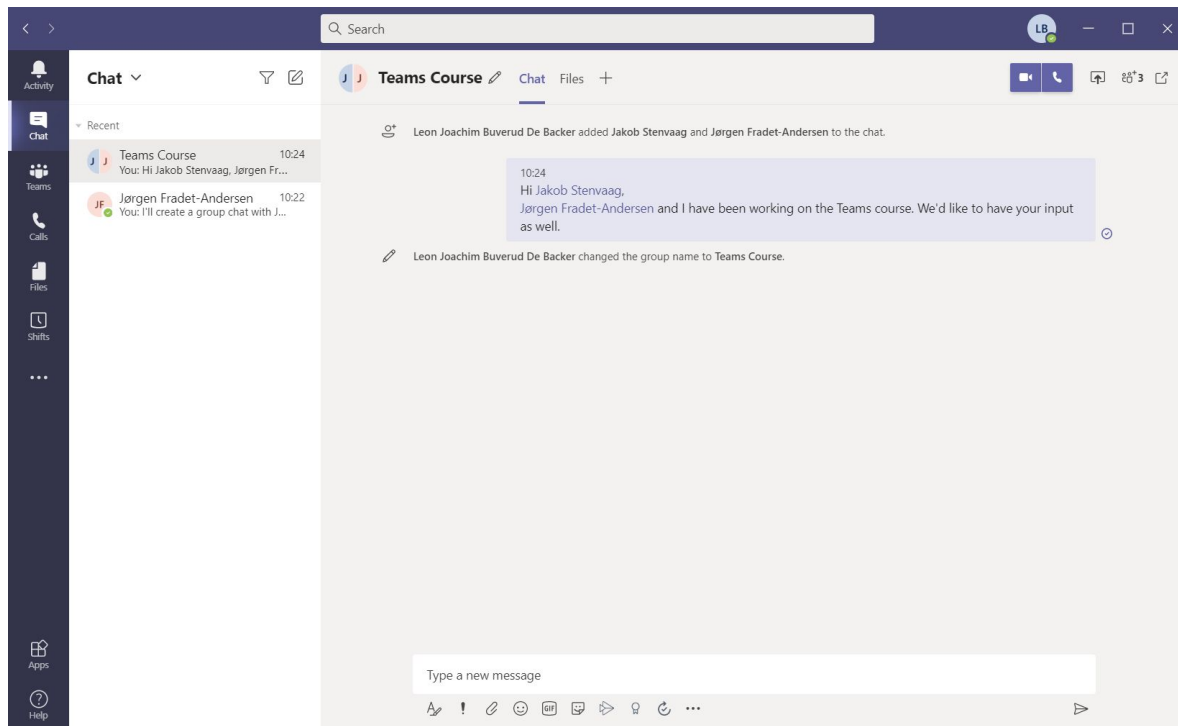 Search
LB
Activity
Chat
Teams
Calls
Files
Shifts
Apps
Help
Chat
Recent
J J
Teams Course 10:24
You: Hi Jakob Stenvaag, Jørgen Fr...
JF
Jørgen Fradet-Andersen 10:22
You: I'll create a group chat with J...
J J Teams Course Chat Files 3
Leon Joachim Buverud De Backer added Jakob Stenvaag and Jørgen Fradet-Andersen to the chat.
10:24
Hi Jakob Stenvaag,
Jørgen Fradet-Andersen and I have been working on the Teams course. We'd like to have your input
as well.
Leon Joachim Buverud De Backer changed the group name to Teams Course.
Type a new message
GIF